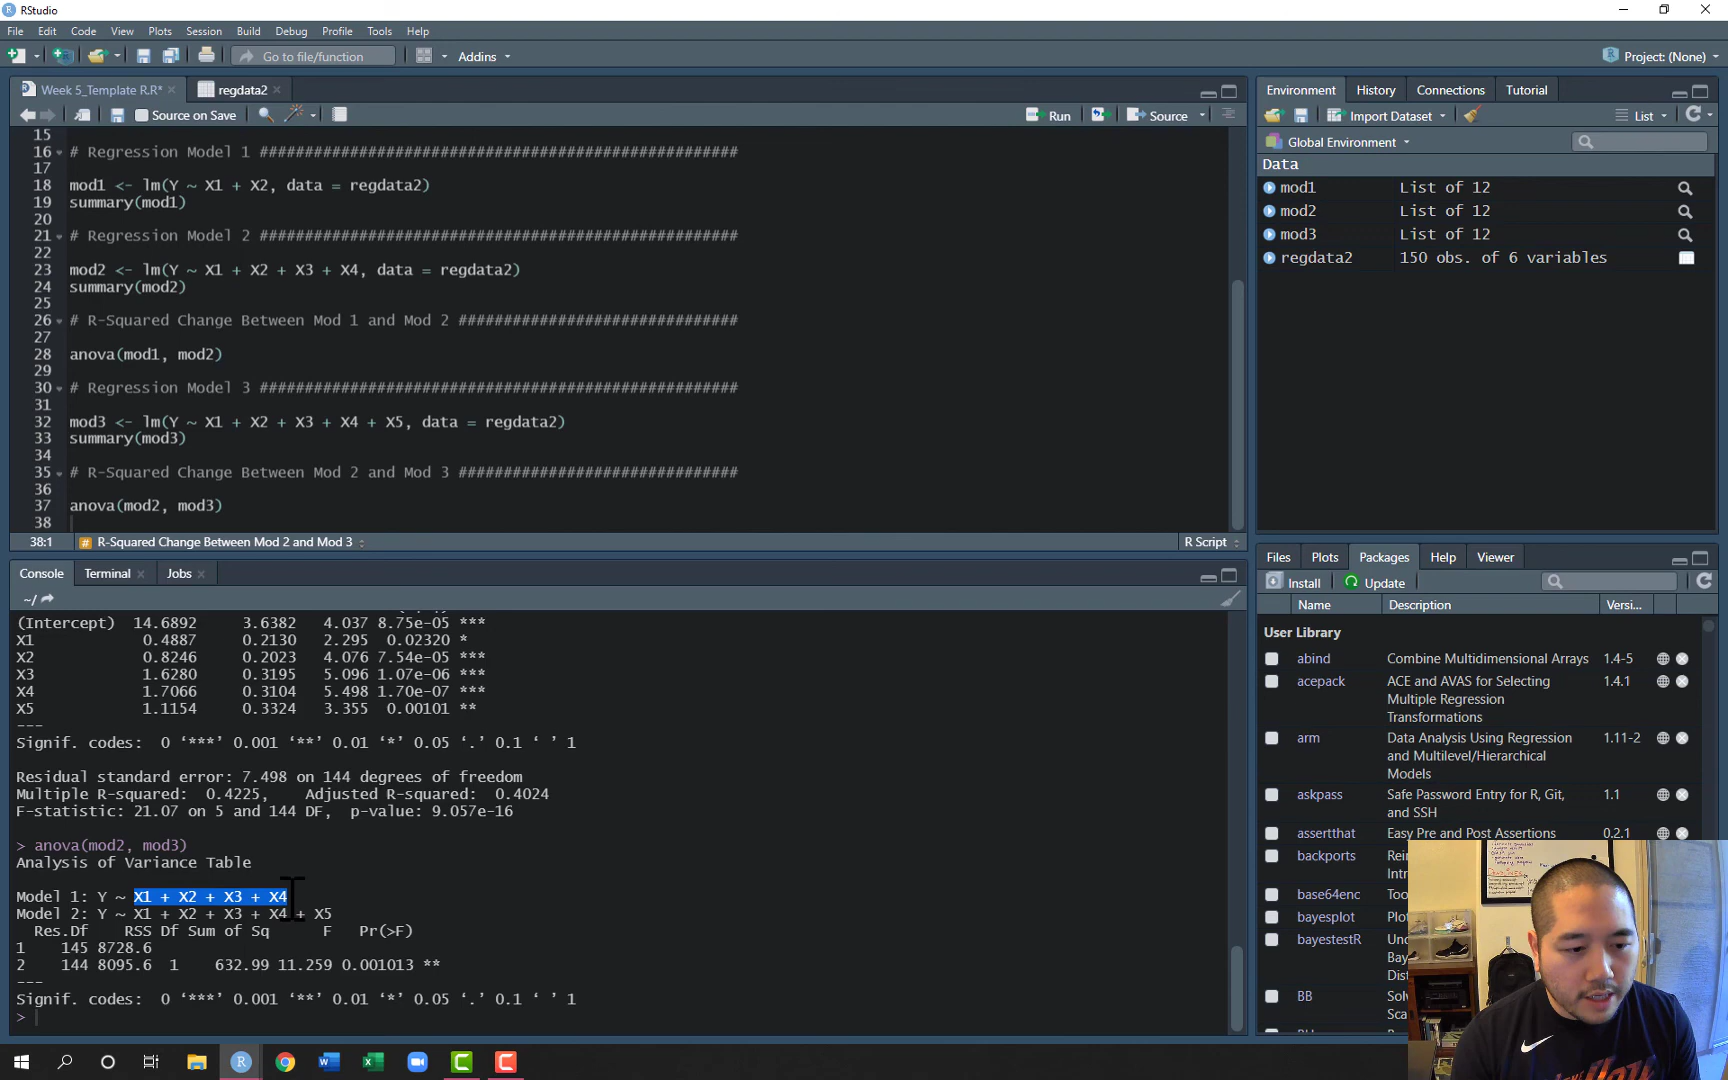 RStudio
File Edit Code View Plots Session Build Debug Profile Tools Help
Go to file/function Addins Project: (None)
Week 5_Template R.R* regdata2
Source on Save Run Source
15
16 # Regression Model 1 #####################################################
17
18 mod1 <- lm(Y ~ X1 + X2, data = regdata2)
19 summary(mod1)
20
21 # Regression Model 2 #####################################################
22
23 mod2 <- lm(Y ~ X1 + X2 + X3 + X4, data = regdata2)
24 summary(mod2)
25
26 # R-Squared Change Between Mod 1 and Mod 2 ###############################
27
28 anova(mod1, mod2)
29
30 # Regression Model 3 #####################################################
31
32 mod3 <- lm(Y ~ X1 + X2 + X3 + X4 + X5, data = regdata2)
33 summary(mod3)
34
35 # R-Squared Change Between Mod 2 and Mod 3 ###############################
36
37 anova(mod2, mod3)
38
38:1 # R-Squared Change Between Mod 2 and Mod 3 R Script
Console Terminal Jobs
~/
(Intercept) 14.6892 3.6382 4.037 8.75e-05 ***
X1 0.4887 0.2130 2.295 0.02320 *
X2 0.8246 0.2023 4.076 7.54e-05 ***
X3 1.6280 0.3195 5.096 1.07e-06 ***
X4 1.7066 0.3104 5.498 1.70e-07 ***
X5 1.1154 0.3324 3.355 0.00101 **
---
Signif. codes: 0 ‘***’ 0.001 ‘**’ 0.01 ‘*’ 0.05 ‘.’ 0.1 ‘ ’ 1
Residual standard error: 7.498 on 144 degrees of freedom
Multiple R-squared: 0.4225, Adjusted R-squared: 0.4024
F-statistic: 21.07 on 5 and 144 DF, p-value: 9.057e-16
> anova(mod2, mod3)
Analysis of Variance Table
Model 1: Y ~ X1 + X2 + X3 + X4
Model 2: Y ~ X1 + X2 + X3 + X4 + X5
Res.Df RSS Df Sum of Sq F Pr(>F)
1 145 8728.6
2 144 8095.6 1 632.99 11.259 0.001013 **
---
Signif. codes: 0 ‘***’ 0.001 ‘**’ 0.01 ‘*’ 0.05 ‘.’ 0.1 ‘ ’ 1
>
Environment History Connections Tutorial
Import Dataset List
Global Environment
Data
mod1 List of 12
mod2 List of 12
mod3 List of 12
regdata2 150 obs. of 6 variables
Files Plots Packages Help Viewer
Install Update
Name Description Versi...
User Library
abind Combine Multidimensional Arrays 1.4-5
acepack ACE and AVAS for Selecting 1.4.1
Multiple Regression
Transformations
arm Data Analysis Using Regression 1.11-2
and Multilevel/Hierarchical
Models
askpass Safe Password Entry for R, Git, 1.1
and SSH
assertthat Easy Pre and Post Assertions 0.2.1
backports Rei
base64enc
bayesplot
bayestestR
BB